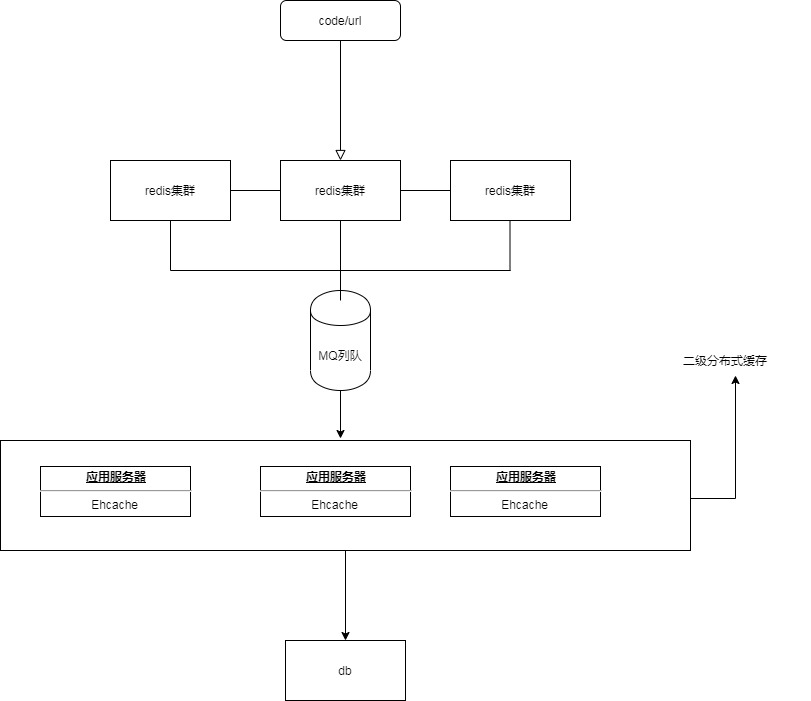 code/url
redis集群
redis集群
redis集群
MQ列队
二级分布式缓存
应用服务器
应用服务器
应用服务器
Ehcache
Ehcache
Ehcache
db